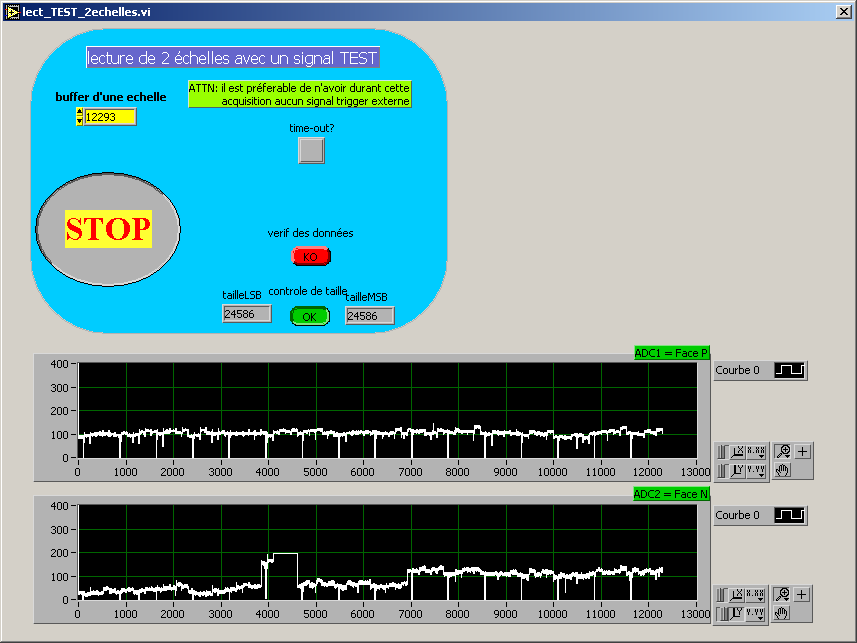 lect_TEST_2echelles.vi
lecture de 2 échelles avec un signal TEST
buffer d'une echelle
12293
ATTN: il est préferable de n'avoir durant cette
acquisition aucun signal trigger externe
time-out?
STOP
verif des données
KO
controle de taille
tailleLSB
24586
OK
tailleMSB
24586
ADC1 = Face P
Courbe 0
400
300
200
100
0
0 1000 2000 3000 4000 5000 6000 7000 8000 9000 10000 11000 12000 13000
X X.XX
Y Y.YY
ADC2 = Face N
Courbe 0
400
300
200
100
0
0 1000 2000 3000 4000 5000 6000 7000 8000 9000 10000 11000 12000 13000
X X.XX
Y Y.YY